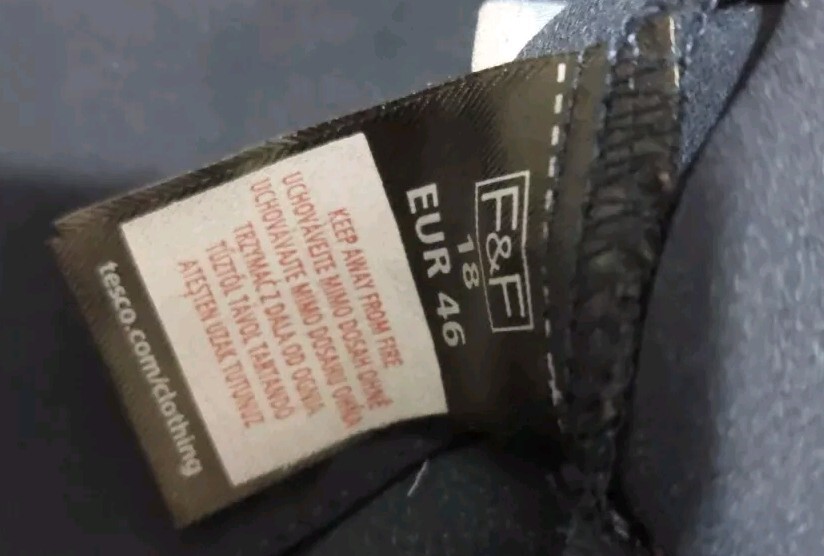 F&F
18
EUR 46
KEEP AWAY FROM FIRE
UCHOVÁVEJTE MIMO DOSAH OHNĚ
UCHOVÁVAJTE MIMO DOSAHU OHŇA
TRZYMAĆ Z DALA OD OGNIA
TŰZTŐL TÁVOL TARTANDÓ
ATEŞTEN UZAK TUTUNUZ
tesco.com/clothing